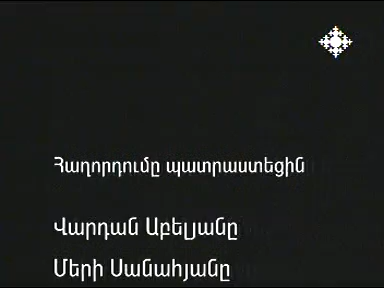 Հաղորդումը պատրաստեցին
Վարդան Աբելյանը
Մերի Սանահյանը